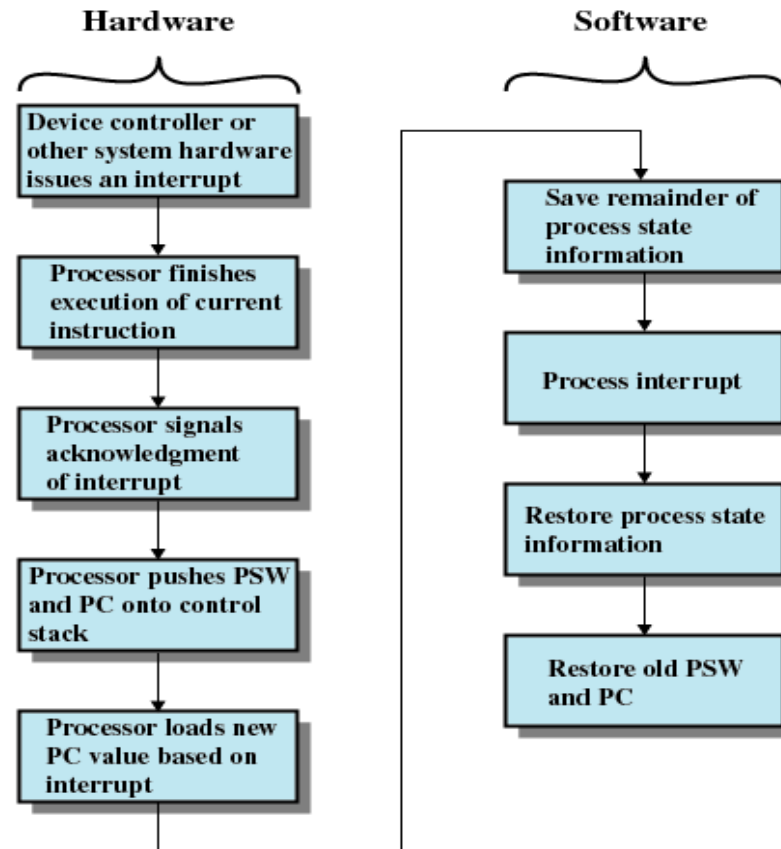 Hardware
Device controller or
other system hardware
issues an interrupt
Processor finishes
execution of current
instruction
Processor signals
acknowledgment
of interrupt
Processor pushes PSW
and PC onto control
stack
Processor loads new
PC value based on
interrupt
Software
Save remainder of
process state
information
Process interrupt
Restore process state
information
Restore old PSW
and PC